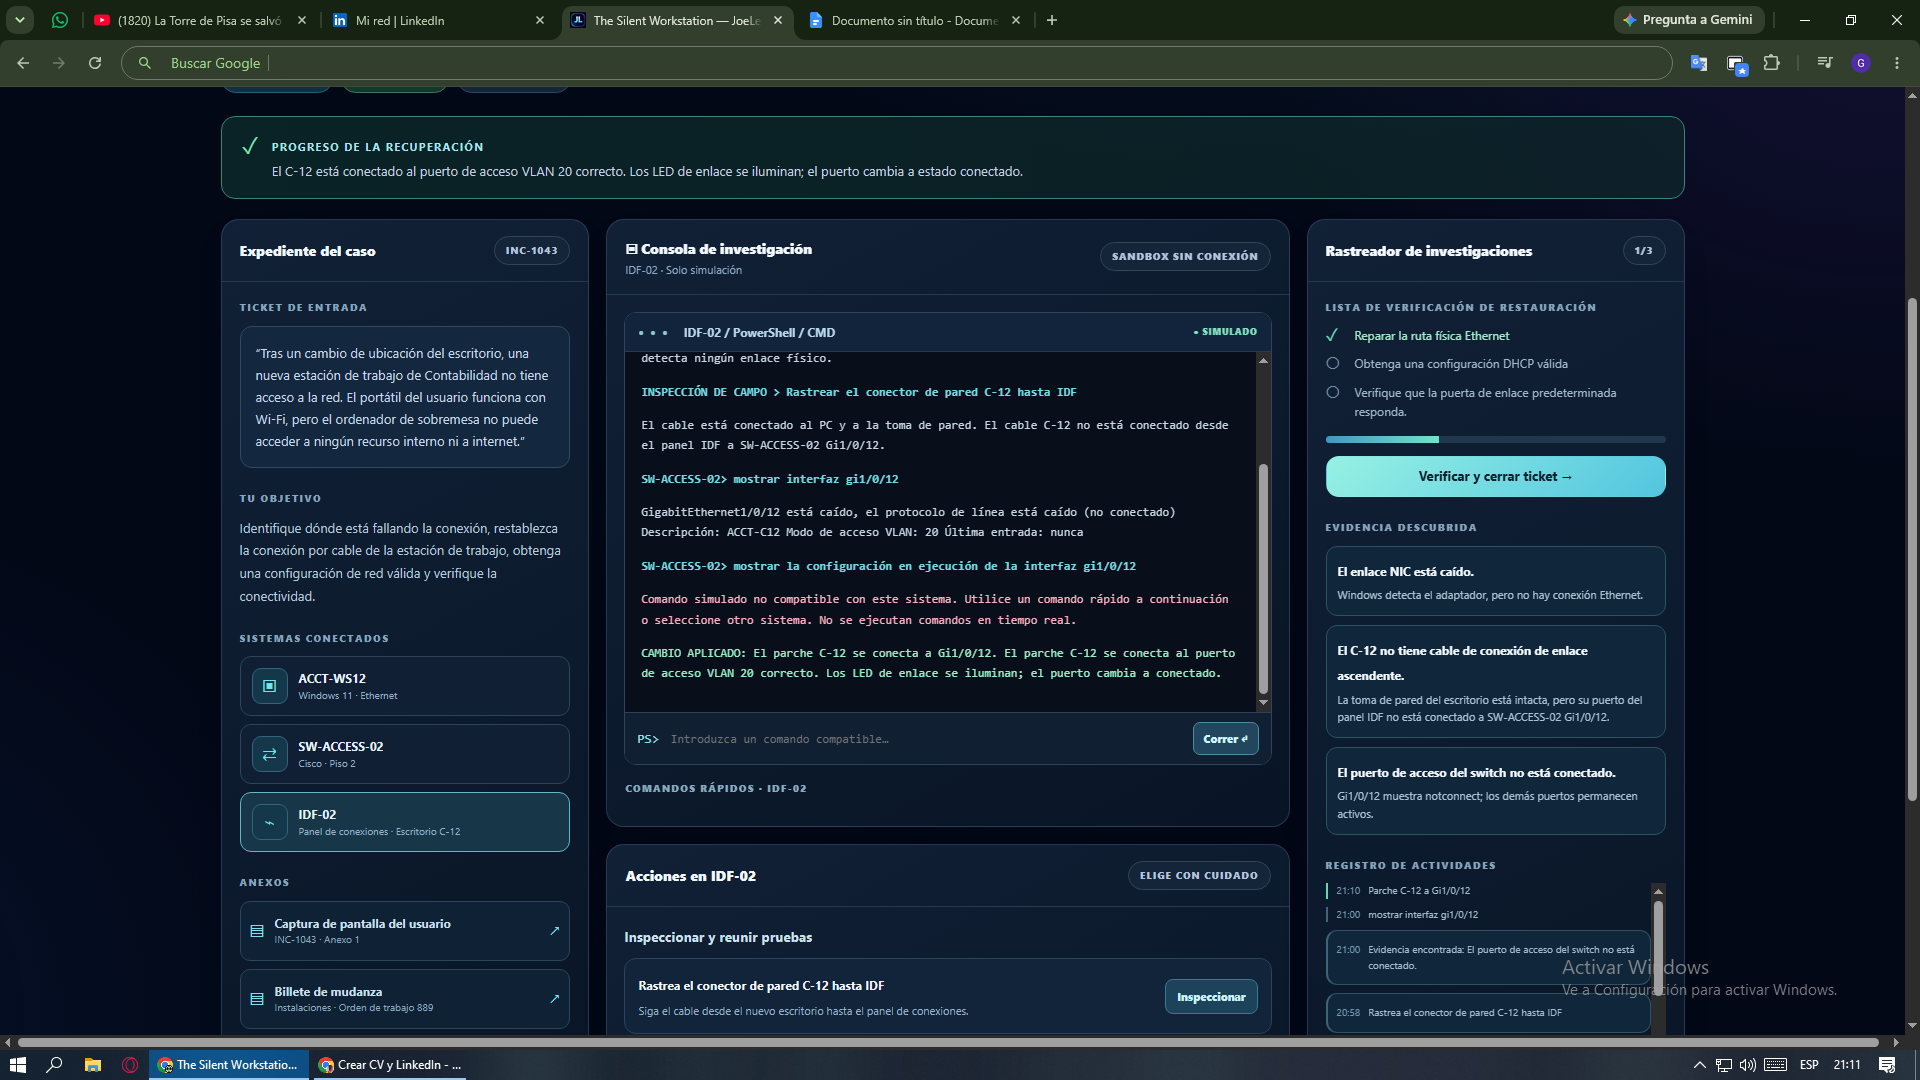 (1820) La Torre de Pisa se salvó
Mi red | LinkedIn
The Silent Workstation — JoeLe
Documento sin título - Docume
Pregunta a Gemini
Buscar Google
G
PROGRESO DE LA RECUPERACIÓN
El C-12 está conectado al puerto de acceso VLAN 20 correcto. Los LED de enlace se iluminan; el puerto cambia a estado conectado.
Expediente del caso
INC-1043
TICKET DE ENTRADA
“Tras un cambio de ubicación del escritorio, una
nueva estación de trabajo de Contabilidad no tiene
acceso a la red. El portátil del usuario funciona con
Wi-Fi, pero el ordenador de sobremesa no puede
acceder a ningún recurso interno ni a internet.”
TU OBJETIVO
Identifique dónde está fallando la conexión, restablezca
la conexión por cable de la estación de trabajo, obtenga
una configuración de red válida y verifique la
conectividad.
SISTEMAS CONECTADOS
ACCT-WS12
Windows 11 · Ethernet
SW-ACCESS-02
Cisco · Piso 2
IDF-02
Panel de conexiones · Escritorio C-12
ANEXOS
Captura de pantalla del usuario
INC-1043 · Anexo 1
Billete de mudanza
Instalaciones · Orden de trabajo 889
Consola de investigación
IDF-02 · Solo simulación
SANDBOX SIN CONEXIÓN
IDF-02 / PowerShell / CMD
• SIMULADO
detecta ningún enlace físico.
INSPECCIÓN DE CAMPO > Rastrear el conector de pared C-12 hasta IDF
El cable está conectado al PC y a la toma de pared. El cable C-12 no está conectado desde
el panel IDF a SW-ACCESS-02 Gi1/0/12.
SW-ACCESS-02> mostrar interfaz gi1/0/12
GigabitEthernet1/0/12 está caído, el protocolo de línea está caído (no conectado)
Descripción: ACCT-C12 Modo de acceso VLAN: 20 Última entrada: nunca
SW-ACCESS-02> mostrar la configuración en ejecución de la interfaz gi1/0/12
Comando simulado no compatible con este sistema. Utilice un comando rápido a continuación
o seleccione otro sistema. No se ejecutan comandos en tiempo real.
CAMBIO APLICADO: El parche C-12 se conecta a Gi1/0/12. El parche C-12 se conecta al puerto
de acceso VLAN 20 correcto. Los LED de enlace se iluminan; el puerto cambia a conectado.
PS> Introduzca un comando compatible…
Correr ↵
COMANDOS RÁPIDOS · IDF-02
Acciones en IDF-02
ELIGE CON CUIDADO
Inspeccionar y reunir pruebas
Rastrea el conector de pared C-12 hasta IDF
Siga el cable desde el nuevo escritorio hasta el panel de conexiones.
Inspeccionar
Rastreador de investigaciones
1/3
LISTA DE VERIFICACIÓN DE RESTAURACIÓN
Reparar la ruta física Ethernet
Obtenga una configuración DHCP válida
Verifique que la puerta de enlace predeterminada
responda.
Verificar y cerrar ticket →
EVIDENCIA DESCUBRIDA
El enlace NIC está caído.
Windows detecta el adaptador, pero no hay conexión Ethernet.
El C-12 no tiene cable de conexión de enlace
ascendente.
La toma de pared del escritorio está intacta, pero su puerto del
panel IDF no está conectado a SW-ACCESS-02 Gi1/0/12.
El puerto de acceso del switch no está conectado.
Gi1/0/12 muestra notconnect; los demás puertos permanecen
activos.
REGISTRO DE ACTIVIDADES
21:10 Parche C-12 a Gi1/0/12
21:00 mostrar interfaz gi1/0/12
21:00 Evidencia encontrada: El puerto de acceso del switch no está
conectado.
20:58 Rastrea el conector de pared C-12 hasta IDF
Activar Windows
Ve a Configuración para activar Windows.
The Silent Workstatio...
Crear CV y LinkedIn - ...
ESP
21:11